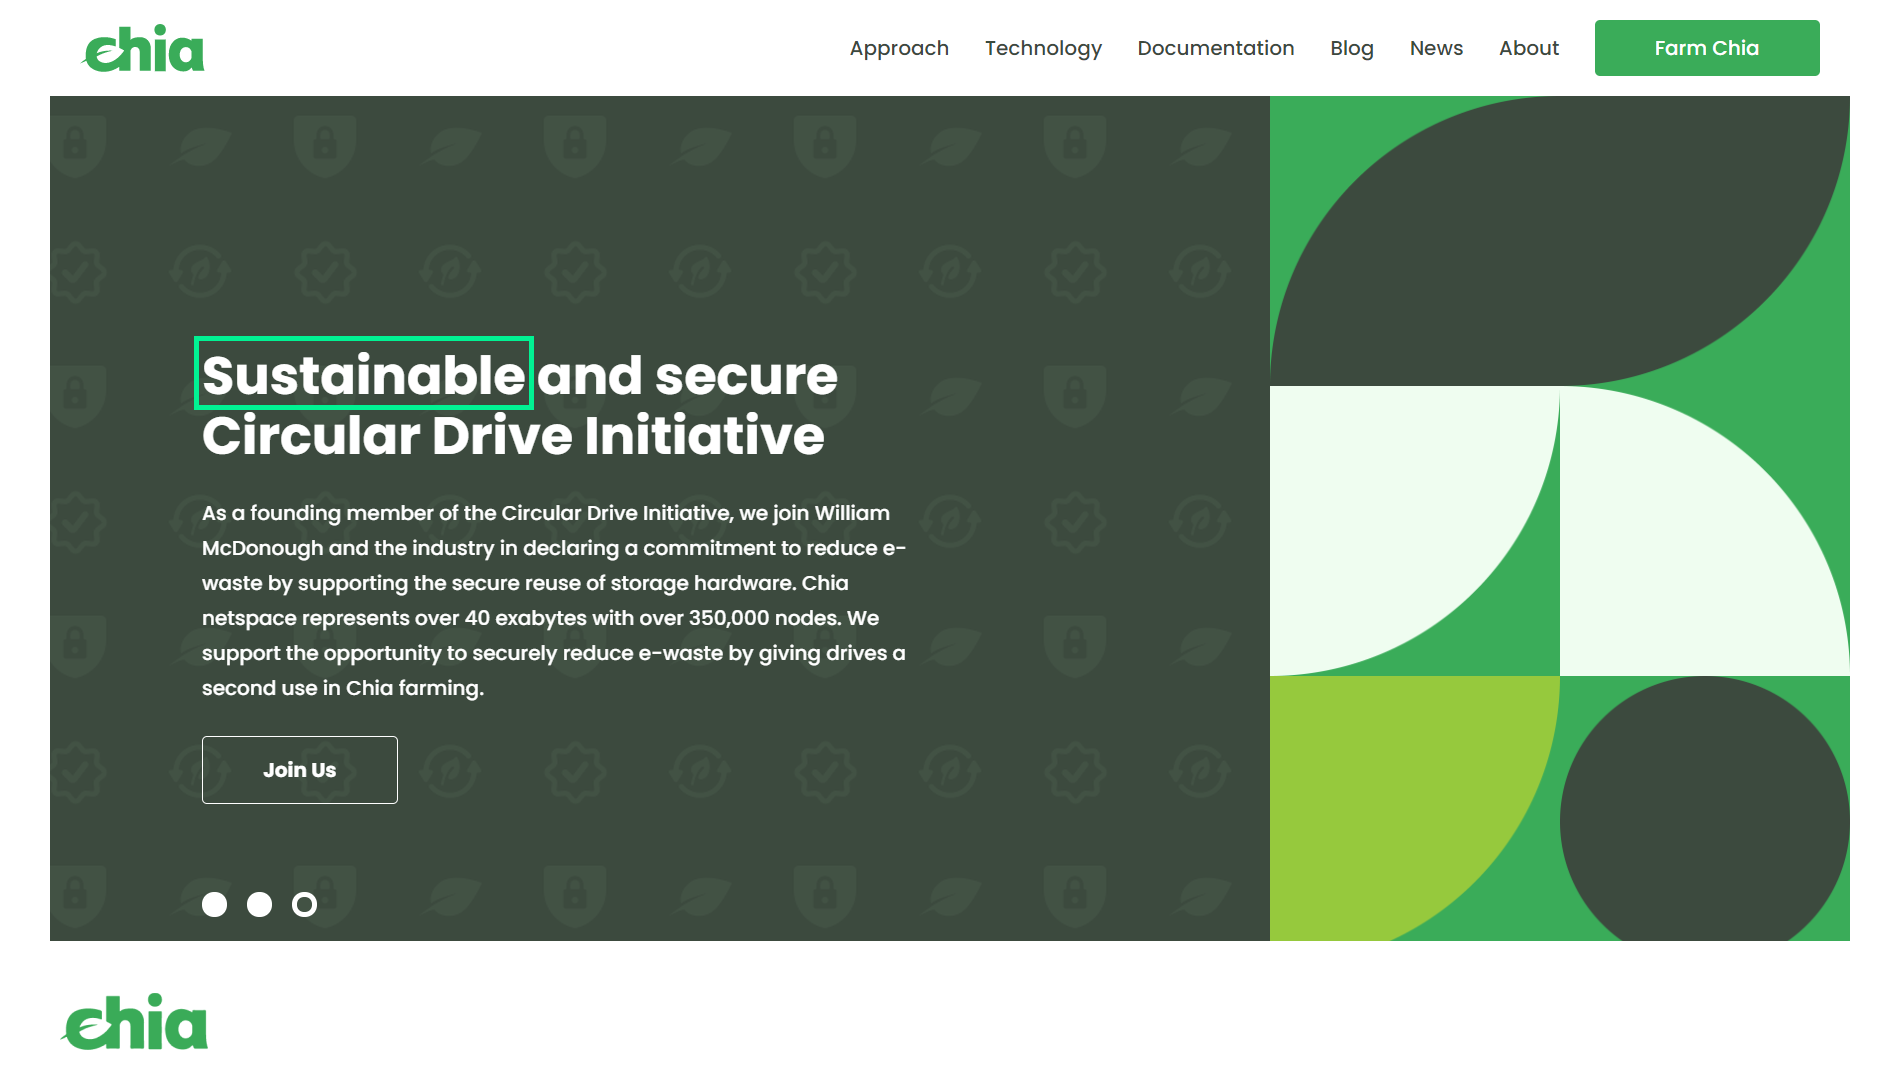 chia
Approach Technology Documentation Blog News About Farm Chia
Sustainable and secure
Circular Drive Initiative
As a founding member of the Circular Drive Initiative, we join William
McDonough and the industry in declaring a commitment to reduce e-
waste by supporting the secure reuse of storage hardware. Chia
netspace represents over 40 exabytes with over 350,000 nodes. We
support the opportunity to securely reduce e-waste by giving drives a
second use in Chia farming.
Join Us
chia